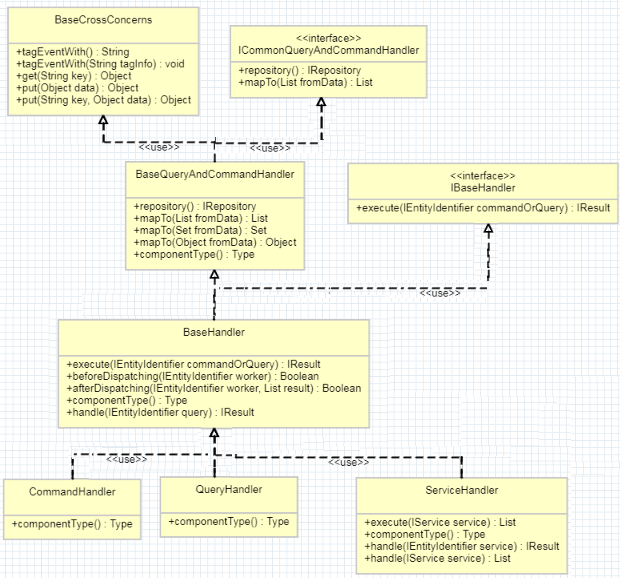 BaseCrossConcerns
+tagEventWith() : String
+tagEventWith(String tagInfo) : void
+get(String key) : Object
+put(Object data) : Object
+put(String key, Object data) : Object
<<interface>>
ICommonQueryAndCommandHandler
+repository() : IRepository
+mapTo(List fromData) : List
<<use>>
<<use>>
BaseQueryAndCommandHandler
+repository() : IRepository
+mapTo(List fromData) : List
+mapTo(Set fromData) : Set
+mapTo(Object fromData) : Object
+componentType() : Type
<<interface>>
IBaseHandler
+execute(IEntityIdentifier commandOrQuery) : IResult
<<use>>
BaseHandler
+execute(IEntityIdentifier commandOrQuery) : IResult
+beforeDispatching(IEntityIdentifier worker) : Boolean
+afterDispatching(IEntityIdentifier worker, List result) : Boolean
+componentType() : Type
+handle(IEntityIdentifier query) : IResult
<<use>>
<<use>>
CommandHandler
+componentType() : Type
QueryHandler
+componentType() : Type
ServiceHandler
+execute(IService service) : List
+componentType() : Type
+handle(IEntityIdentifier service) : IResult
+handle(IService service) : List